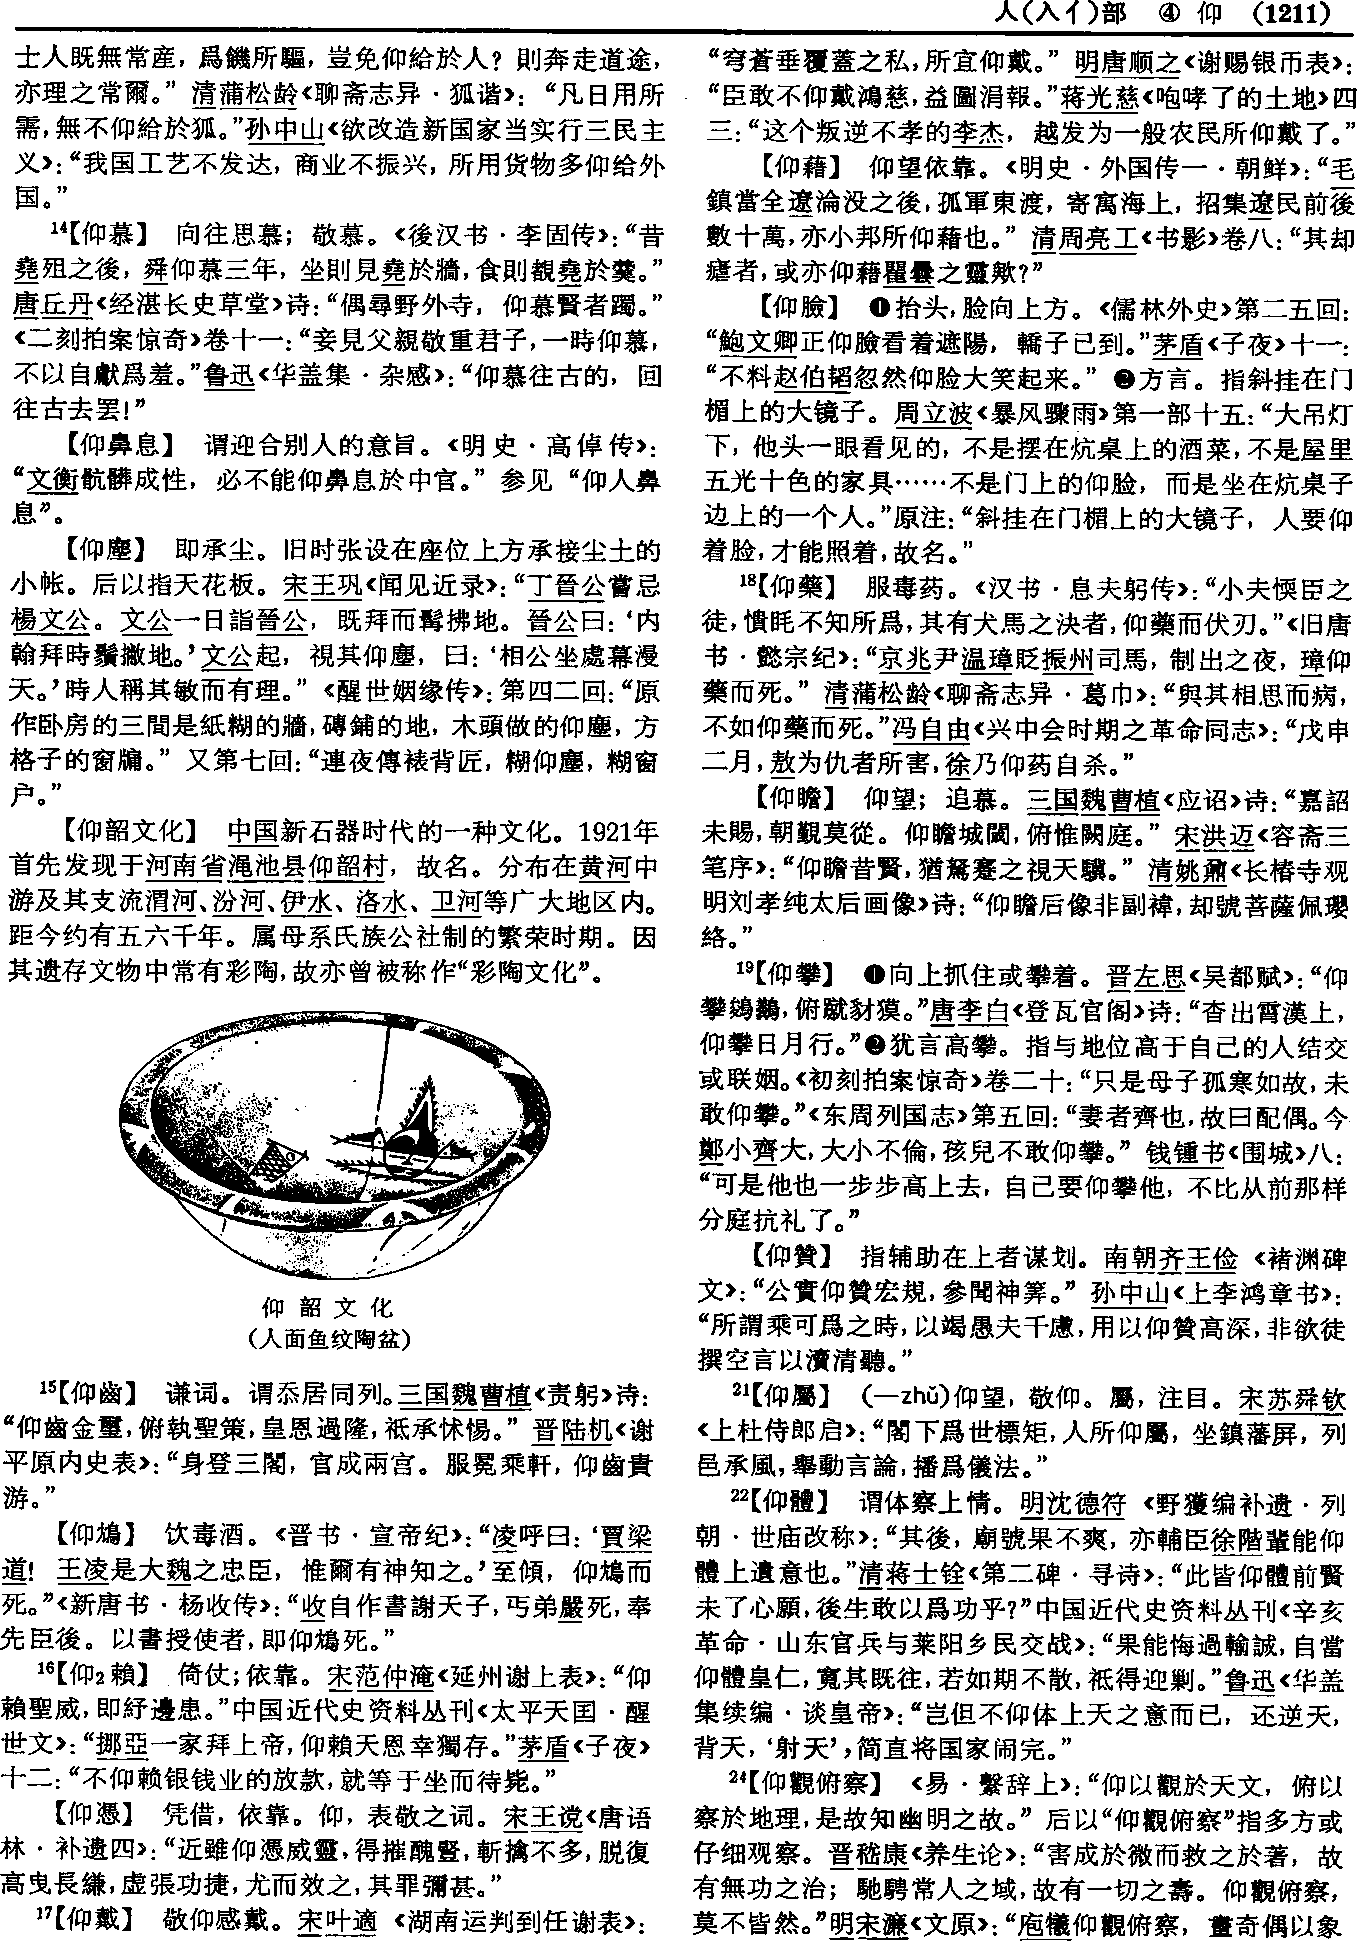 人(入亻)部　④　仰　(1211)
士人既無常産，爲饑所驅，豈免仰給於人？則奔走道途，
亦理之常爾。”清蒲松龄《聊斋志异·狐谐》：“凡日用所
需，無不仰給於狐。”孙中山《欲改造新国家当实行三民主
义》：“我国工艺不发达，商业不振兴，所用货物多仰给外
国。”
14【仰慕】　向往思慕；敬慕。《後汉书·李固传》：“昔
堯殂之後，舜仰慕三年，坐則見堯於牆，食則覩堯於羹。”
唐丘丹《经湛长史草堂》诗：“偶尋野外寺，仰慕賢者躅。”
《二刻拍案惊奇》卷十一：“妾見父親敬重君子，一時仰慕，
不以自獻爲羞。”鲁迅《华盖集·杂感》：“仰慕往古的，回
往古去罢！”
【仰鼻息】　谓迎合别人的意旨。《明史·高倬传》：
“文衡骯髒成性，必不能仰鼻息於中官。”参见“仰人鼻
息”。
【仰塵】　即承尘。旧时张设在座位上方承接尘土的
小帐。后以指天花板。宋王巩《闻见近录》：“丁晉公嘗忌
楊文公。文公一日詣晉公，既拜而髯拂地。晉公曰：‘内
翰拜時鬚撇地。’文公起，視其仰塵，曰：‘相公坐處幕漫
天。’時人稱其敏而有理。”《醒世姻缘传》：第四二回：“原
作卧房的三間是紙糊的牆，磚鋪的地，木頭做的仰塵，方
格子的窗牖。”又第七回：“連夜傳裱背匠，糊仰塵，糊窗
户。”
【仰韶文化】　中国新石器时代的一种文化。1921年
首先发现于河南省渑池县仰韶村，故名。分布在黄河中
游及其支流渭河、汾河、伊水、洛水、卫河等广大地区内。
距今约有五六千年。属母系氏族公社制的繁荣时期。因
其遗存文物中常有彩陶，故亦曾被称作“彩陶文化”。
仰韶文化
(人面鱼纹陶盆)
15【仰齒】　谦词。谓忝居同列。三国魏曹植《责躬》诗：
“仰齒金璽，俯執聖策，皇恩過隆，祗承怵惕。”晋陆机《谢
平原内史表》：“身登三閣，官成兩宫。服冕乘軒，仰齒貴
游。”
【仰鴆】　饮毒酒。《晋书·宣帝纪》：“凌呼曰：‘賈梁
道！王凌是大魏之忠臣，惟爾有神知之。’至頃，仰鴆而
死。”《新唐书·杨收传》：“收自作書謝天子，丐弟嚴死，奉
先臣後。以書授使者，即仰鴆死。”
16【仰2賴】　倚仗；依靠。宋范仲淹《延州谢上表》：“仰
賴聖威，即紓邊患。”中国近代史资料丛刊《太平天囯·醒
世文》：“挪亞一家拜上帝，仰賴天恩幸獨存。”茅盾《子夜》
十二：“不仰赖银钱业的放款，就等于坐而待毙。”
【仰憑】　凭借，依靠。仰，表敬之词。宋王谠《唐语
林·补遗四》：“近雖仰憑威靈，得摧醜豎，斬擒不多，脱復
高曳長縑，虚張功捷，尤而效之，其罪彌甚。”
17【仰戴】　敬仰感戴。宋叶適《湖南运判到任谢表》：
“穹蒼垂覆蓋之私，所宜仰戴。”明唐顺之《谢赐银币表》：
“臣敢不仰戴鴻慈，益圖涓報。”蒋光慈《咆哮了的土地》四
三：“这个叛逆不孝的李杰，越发为一般农民所仰戴了。”
【仰藉】　仰望依靠。《明史·外国传一·朝鲜》：“毛
鎮當全遼淪没之後，孤軍東渡，寄寓海上，招集遼民前後
數十萬，亦小邦所仰藉也。”清周亮工《书影》卷八：“其却
瘧者，或亦仰藉瞿曇之靈歟？”
【仰臉】　❶抬头，脸向上方。《儒林外史》第二五回：
“鮑文卿正仰臉看着遮陽，轎子已到。”茅盾《子夜》十一：
“不料赵伯韬忽然仰脸大笑起来。”❷方言。指斜挂在门
楣上的大镜子。周立波《暴风骤雨》第一部十五：“大吊灯
下，他头一眼看见的，不是摆在炕桌上的酒菜，不是屋里
五光十色的家具……不是门上的仰脸，而是坐在炕桌子
边上的一个人。”原注：“斜挂在门楣上的大镜子，人要仰
着脸，才能照着，故名。”
18【仰藥】　服毒药。《汉书·息夫躬传》：“小夫愞臣之
徒，憒眊不知所爲，其有犬馬之決者，仰藥而伏刃。”《旧唐
书·懿宗纪》：“京兆尹温璋貶振州司馬，制出之夜，璋仰
藥而死。”清蒲松龄《聊斋志异·葛巾》：“與其相思而病，
不如仰藥而死。”冯自由《兴中会时期之革命同志》：“戊申
二月，敖为仇者所害，徐乃仰药自杀。”
【仰瞻】　仰望；追慕。三国魏曹植《应诏》诗：“嘉詔
未賜，朝覲莫從。仰瞻城閾，俯惟闕庭。”宋洪迈《容斋三
笔序》：“仰瞻昔賢，猶駑蹇之視天驥。”清姚鼐《长椿寺观
明刘孝纯太后画像》诗：“仰瞻后像非副褘，却號菩薩佩瓔
絡。”
19【仰攀】　❶向上抓住或攀着。晋左思《吴都赋》：“仰
攀鵕鸃，俯蹴豺獏。”唐李白《登瓦官阁》诗：“杳出霄漢上，
仰攀日月行。”❷犹言高攀。指与地位高于自己的人结交
或联姻。《初刻拍案惊奇》卷二十：“只是母子孤寒如故，未
敢仰攀。”《东周列国志》第五回：“妻者齊也，故曰配偶。今
鄭小齊大，大小不倫，孩兒不敢仰攀。”钱锺书《围城》八：
“可是他也一步步高上去，自己要仰攀他，不比从前那样
分庭抗礼了。”
【仰贊】　指辅助在上者谋划。南朝齐王俭《褚渊碑
文》：“公實仰贊宏規，參聞神筭。”孙中山《上李鸿章书》：
“所謂乘可爲之時，以竭愚夫千慮，用以仰贊高深，非欲徒
撰空言以瀆清聽。”
21【仰屬】　(—zhǔ)仰望，敬仰。屬，注目。宋苏舜钦
《上杜侍郎启》：“閣下爲世標矩，人所仰屬，坐鎮藩屏，列
邑承風，舉動言論，播爲儀法。”
22【仰體】　谓体察上情。明沈德符《野獲编补遗·列
朝·世庙改称》：“其後，廟號果不爽，亦輔臣徐階輩能仰
體上遺意也。”清蒋士铨《第二碑·寻诗》：“此皆仰體前賢
未了心願，後生敢以爲功乎？”中国近代史资料丛刊《辛亥
革命·山东官兵与莱阳乡民交战》：“果能悔過輸誠，自當
仰體皇仁，寬其既往，若如期不散，祇得迎剿。”鲁迅《华盖
集续编·谈皇帝》：“岂但不仰体上天之意而已，还逆天，
背天，‘射天’，简直将国家闹完。”
24【仰觀俯察】　《易·繫辞上》：“仰以觀於天文，俯以
察於地理，是故知幽明之故。”后以“仰觀俯察”指多方或
仔细观察。晋嵇康《养生论》：“害成於微而救之於著，故
有無功之治；馳騁常人之域，故有一切之壽。仰觀俯察，
莫不皆然。”明宋濂《文原》：“庖犧仰觀俯察，畫奇偶以象